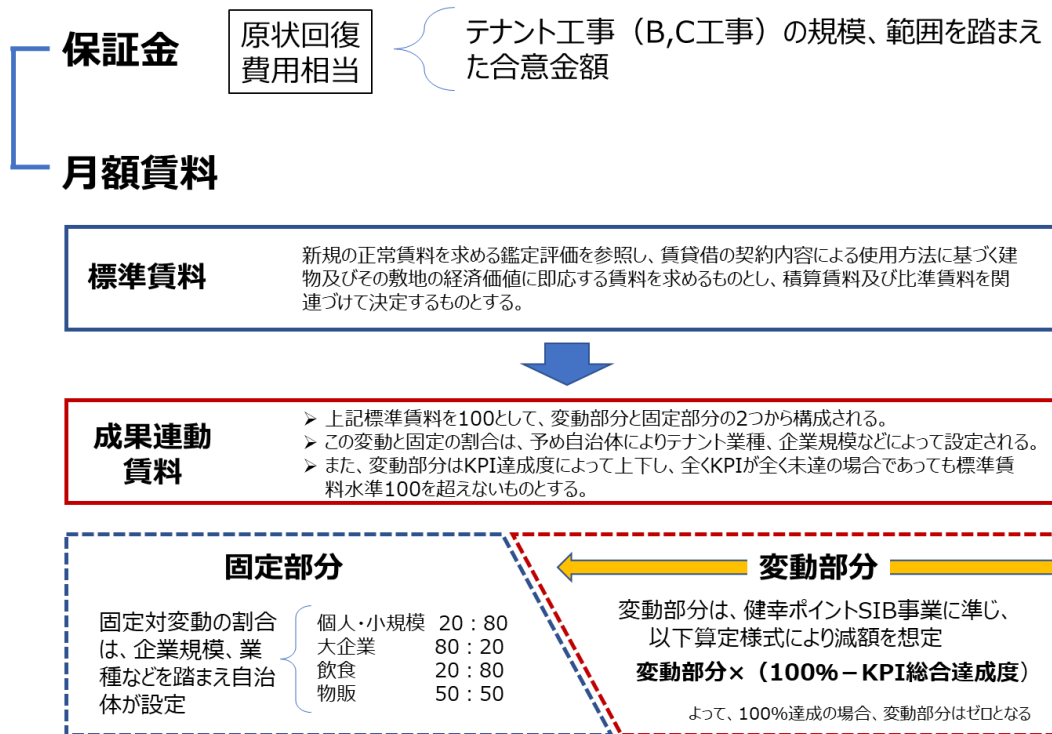 保証金
原状回復
費用相当
テナント工事（B,C工事）の規模、範囲を踏まえ
た合意金額
月額賃料
標準賃料
新規の正常賃料を求める鑑定評価を参照し、賃貸借の契約内容による使用方法に基づく建
物及びその敷地の経済価値に即応する賃料を求めるものとし、積算賃料及び比準賃料を関
連づけて決定するものとする。
成果連動
賃料
➢ 上記標準賃料を100として、変動部分と固定部分の2つから構成される。
➢ この変動と固定の割合は、予め自治体によりテナント業種、企業規模などによって設定される。
➢ また、変動部分はKPI達成度によって上下し、全くKPIが全く未達の場合であっても標準賃
料水準100を超えないものとする。
固定部分
固定対変動の割合
は、企業規模、業
種などを踏まえ自治
体が設定
個人・小規模 20：80
大企業 80：20
飲食 20：80
物販 50：50
変動部分
変動部分は、健幸ポイントSIB事業に準じ、
以下算定様式により減額を想定
変動部分×（100%－KPI総合達成度）
よって、100%達成の場合、変動部分はゼロとなる